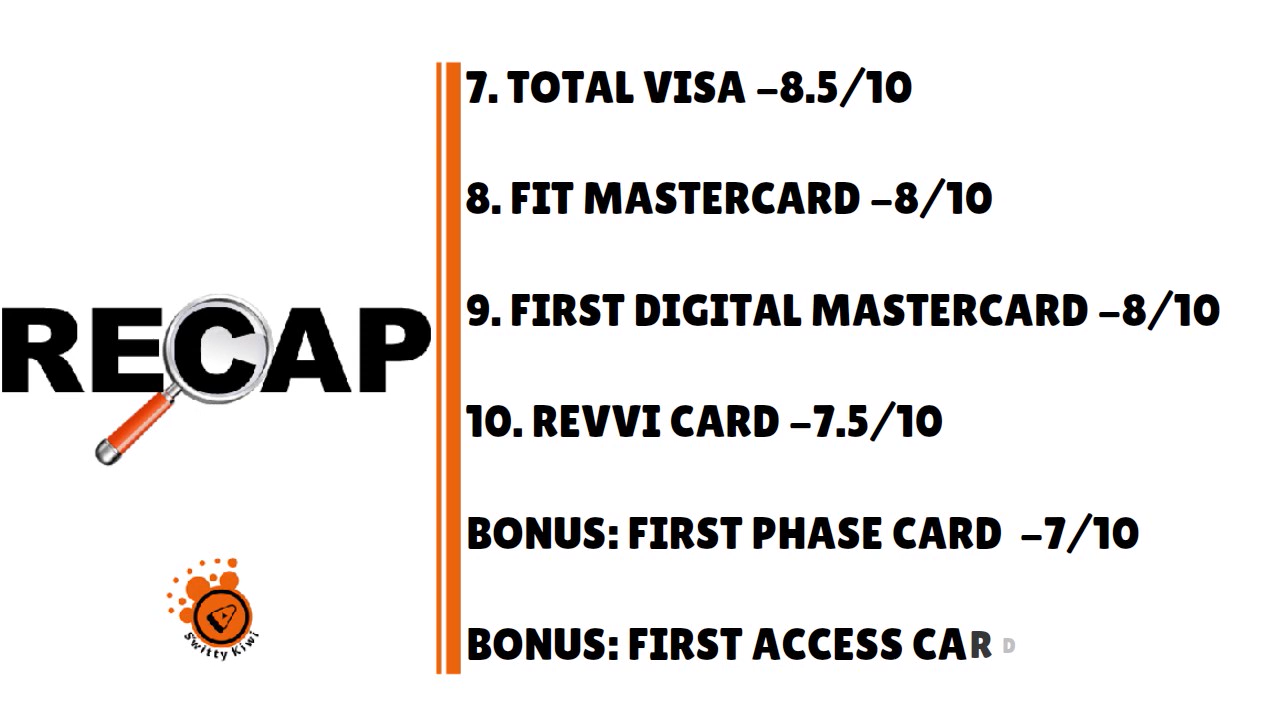 7. TOTAL VISA –8.5/10
8. FIT MASTERCARD –8/10
9. FIRST DIGITAL MASTERCARD –8/10
RECAP
10. REVVI CARD –7.5/10
BONUS: FIRST PHASE CARD –7/10
BONUS: FIRST ACCESS CARD
Switty Kiwi